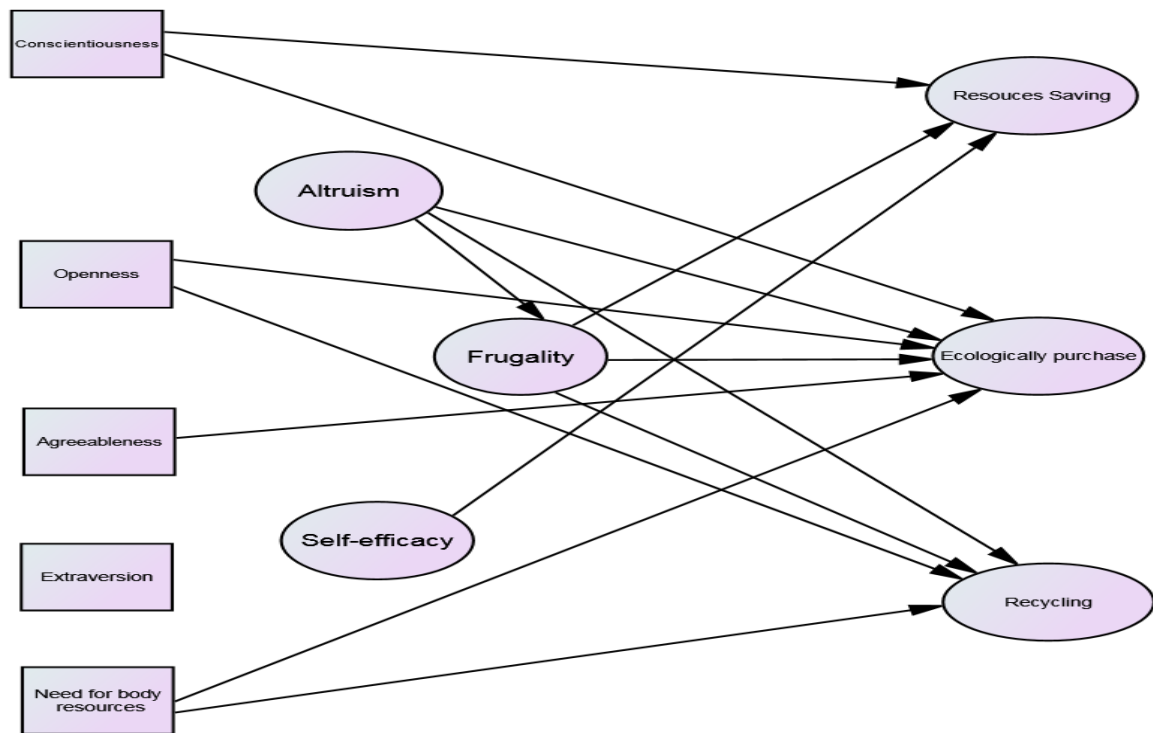 Conscientiousness
Resouces Saving
Altruism
Openness
Frugality
Ecologically purchase
Agreeableness
Self-efficacy
Extraversion
Recycling
Need for body
resources